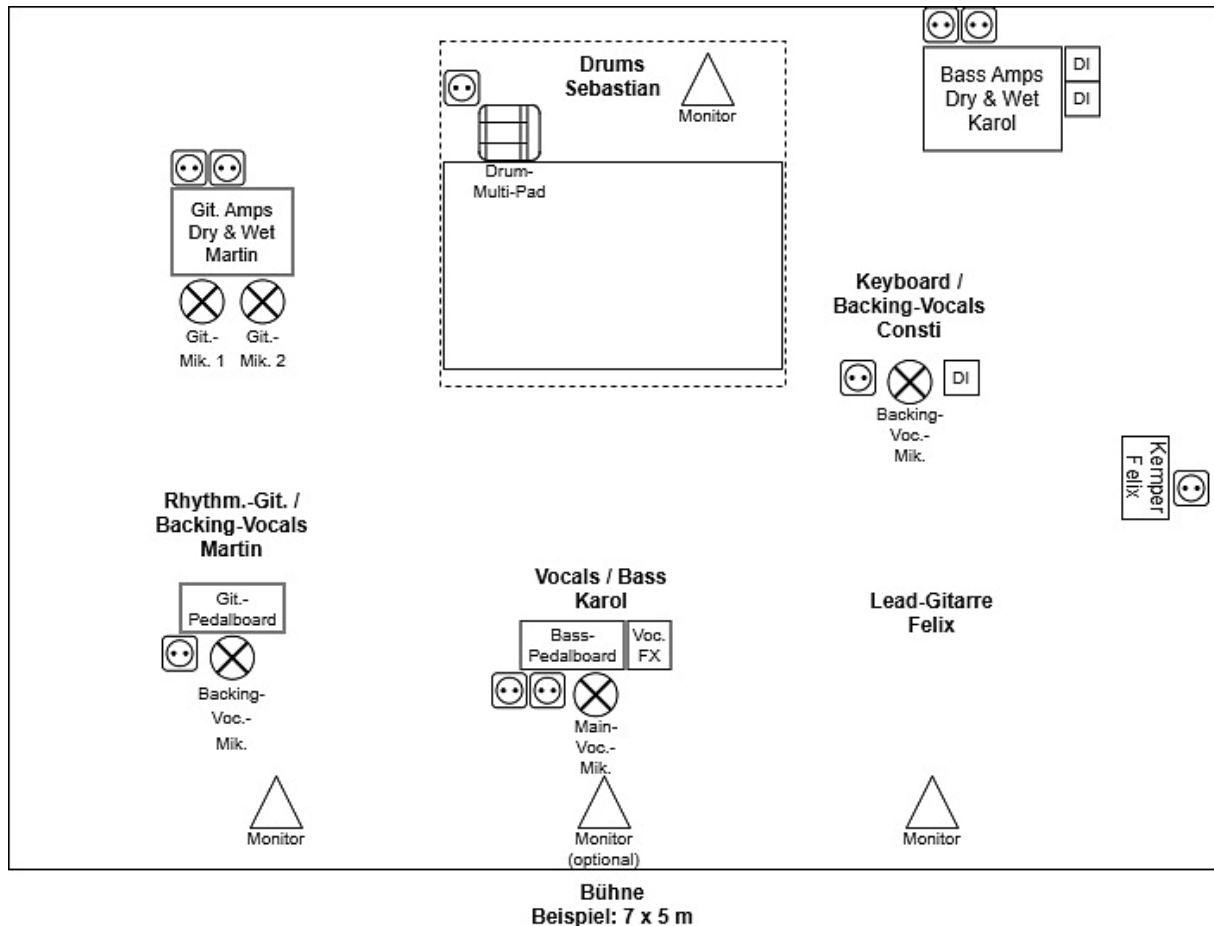 Drums
Sebastian
Monitor
Drum-
Multi-Pad
Bass Amps
Dry & Wet
Karol
DI
DI
Git. Amps
Dry & Wet
Martin
Git.-
Mik. 1
Git.-
Mik. 2
Keyboard /
Backing-Vocals
Consti
DI
Backing-
Voc.-
Mik.
Kemper
Felix
Rhythm.-Git. /
Backing-Vocals
Martin
Git.-
Pedalboard
Backing-
Voc.-
Mik.
Vocals / Bass
Karol
Bass-
Pedalboard
Voc.
FX
Main-
Voc.-
Mik.
Lead-Gitarre
Felix
Monitor
Monitor
(optional)
Monitor
Bühne
Beispiel: 7 x 5 m